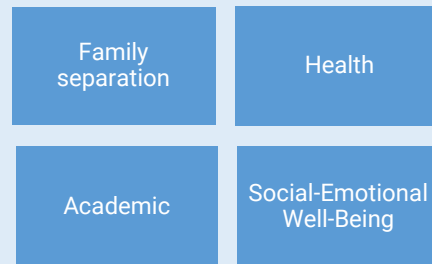 Family
separation
Health
Academic
Social-Emotional
Well-Being